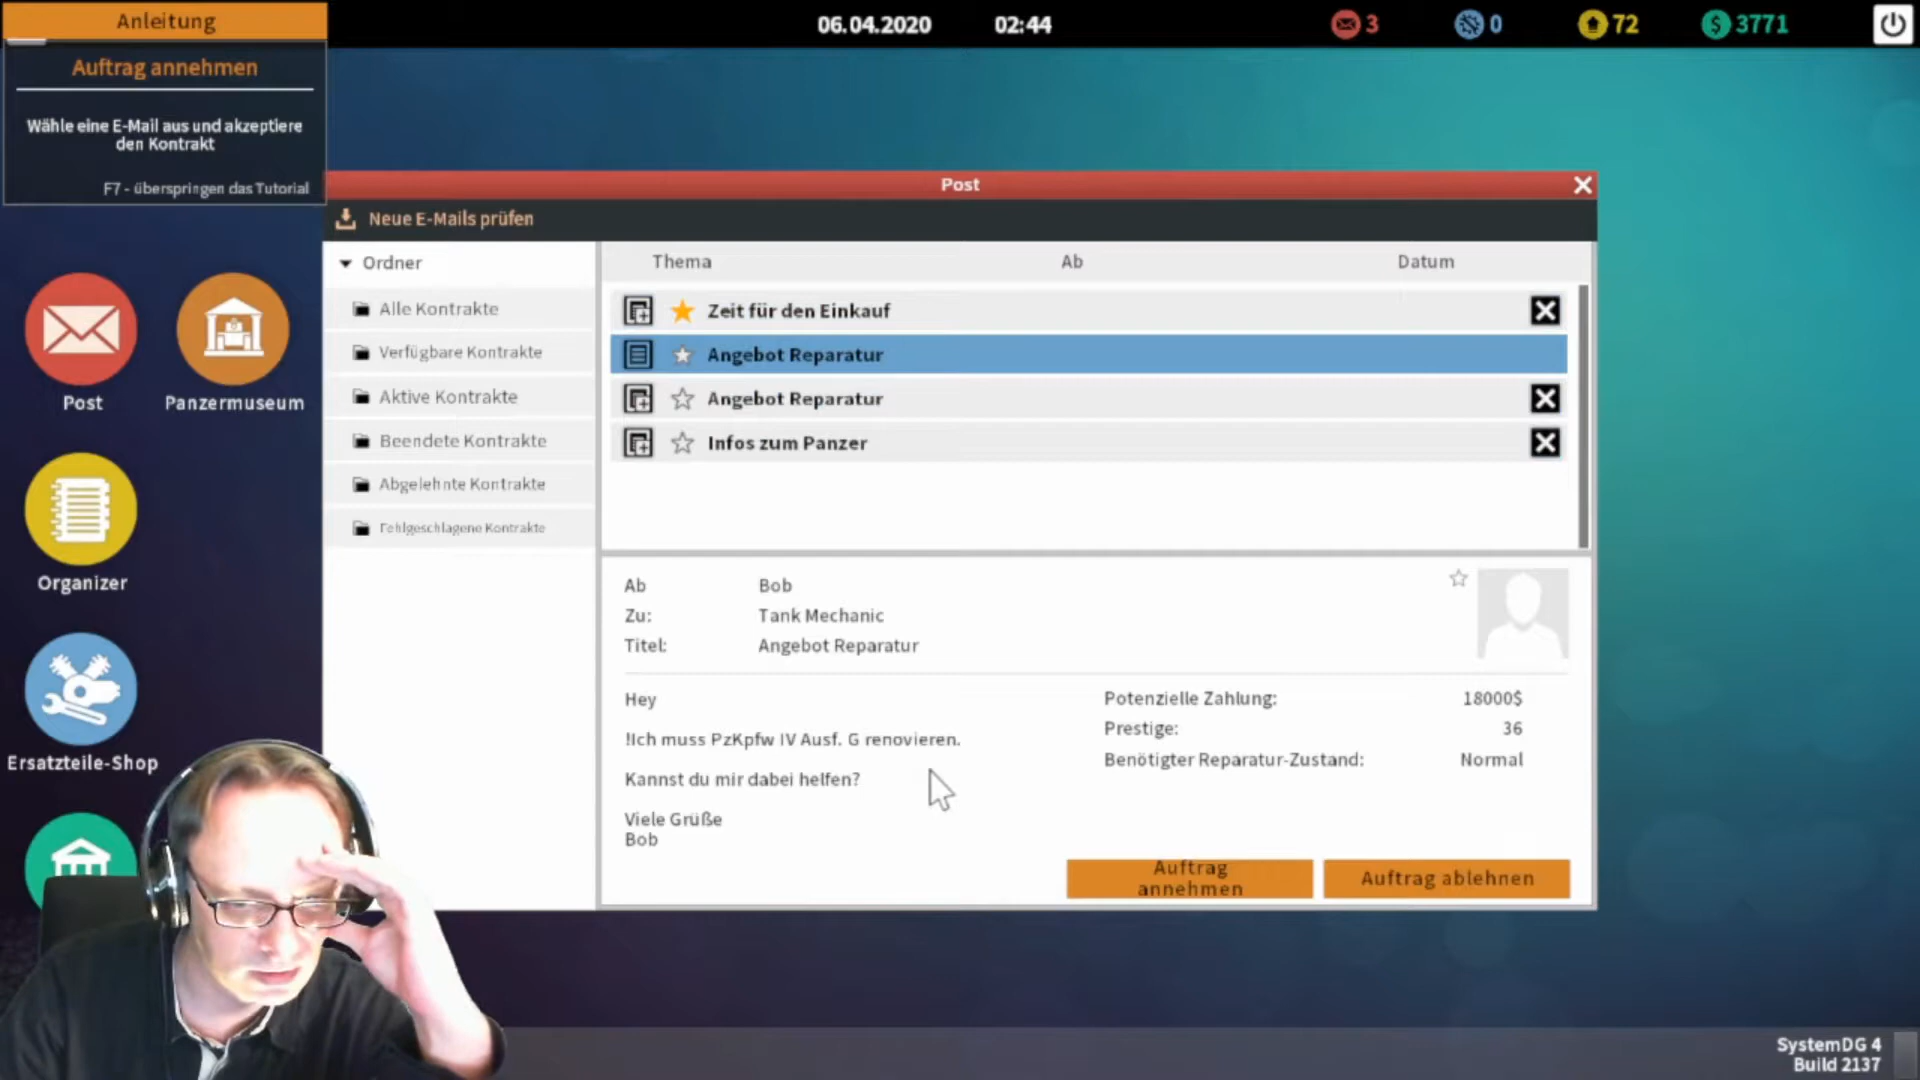 Anleitung
Auftrag annehmen
Wähle eine E-Mail aus und akzeptiere
den Kontrakt
F7 - überspringen das Tutorial
06.04.2020 02:44 3 0 72 3771
Post
Neue E-Mails prüfen
Ordner
Alle Kontrakte
Verfügbare Kontrakte
Aktive Kontrakte
Beendete Kontrakte
Abgelehnte Kontrakte
Fehlgeschlagene Kontrakte
Thema Ab Datum
Zeit für den Einkauf
Angebot Reparatur
Angebot Reparatur
Infos zum Panzer
Ab Bob
Zu: Tank Mechanic
Titel: Angebot Reparatur
Hey
!Ich muss PzKpfw IV Ausf. G renovieren.
Kannst du mir dabei helfen?
Viele Grüße
Bob
Potenzielle Zahlung: 18000$
Prestige: 36
Benötigter Reparatur-Zustand: Normal
Auftrag
annehmen
Auftrag ablehnen
Post
Panzermuseum
Organizer
Ersatzteile-Shop
SystemDG 4
Build 2137